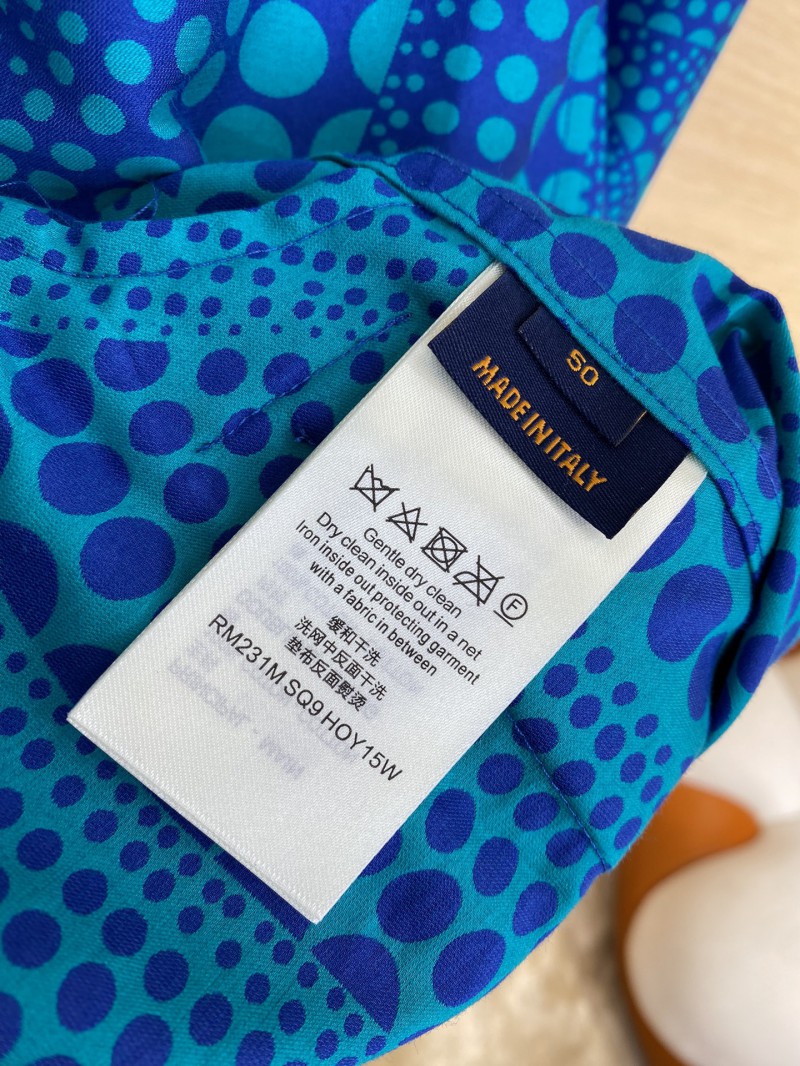 50
MADE IN ITALY
F
Gentle dry clean
Dry clean inside out in a net
Iron inside out protecting garment
with a fabric in between
缓和干洗
洗网中反面干洗
垫布反面熨烫
RM231M SQ9 HOY15W